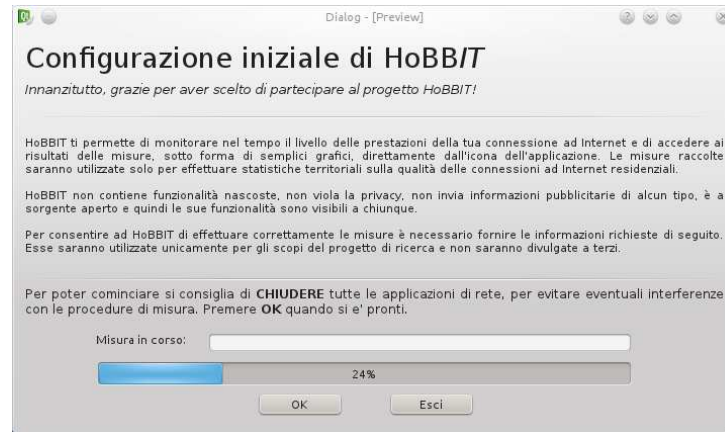 Dialog - [Preview]
Configurazione iniziale di HoBBIT
Innanzitutto, grazie per aver scelto di partecipare al progetto HoBBIT!
HoBBIT ti permette di monitorare nel tempo il livello delle prestazioni della tua connessione ad Internet e di accedere ai
risultati delle misure, sotto forma di semplici grafici, direttamente dall'icona dell'applicazione. Le misure raccolte
saranno utilizzate solo per effettuare statistiche territoriali sulla qualità delle connessioni ad Internet residenziali.
HoBBIT non contiene funzionalità nascoste, non viola la privacy, non invia informazioni pubblicitarie di alcun tipo, è a
sorgente aperto e quindi le sue funzionalità sono visibili a chiunque.
Per consentire ad HoBBIT di effettuare correttamente le misure è necessario fornire le informazioni richieste di seguito.
Esse saranno utilizzate unicamente per gli scopi del progetto di ricerca e non saranno divulgate a terzi.
Per poter cominciare si consiglia di CHIUDERE tutte le applicazioni di rete, per evitare eventuali interferenze
con le procedure di misura. Premere OK quando si e' pronti.
Misura in corso:
24%
OK Esci